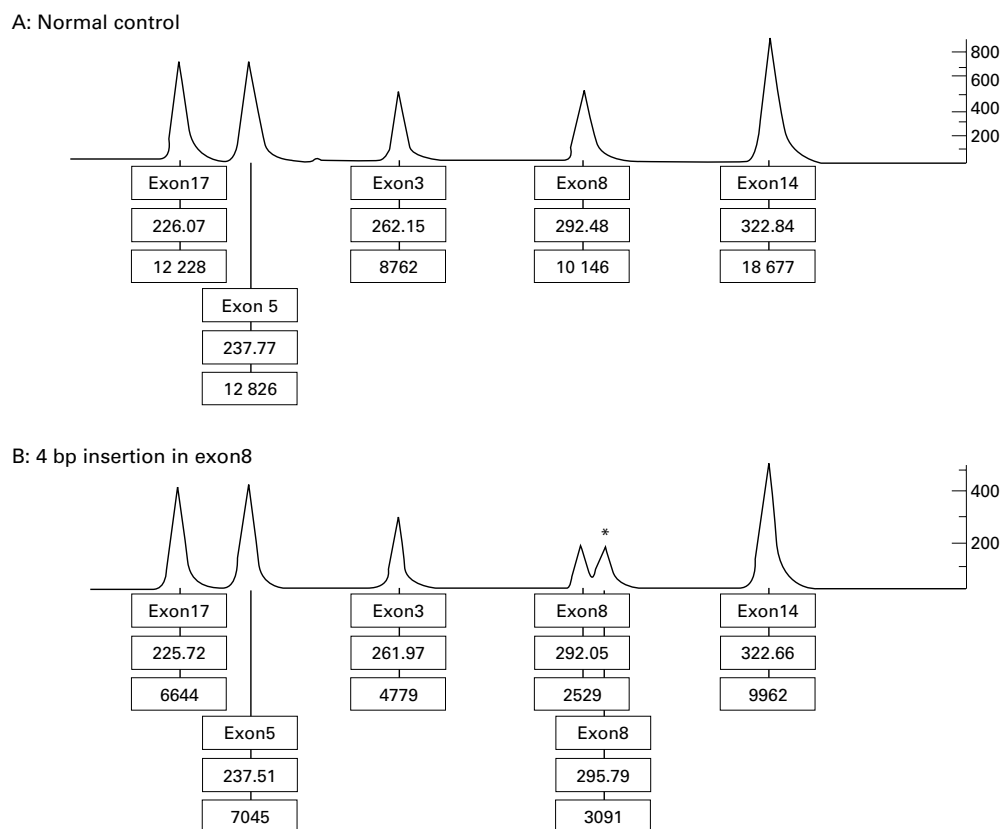 A: Normal control
800
600
400
200
Exon17
Exon3
Exon8
Exon14
226.07
262.15
292.48
322.84
12 228
8762
10 146
18 677
Exon 5
237.77
12 826
B: 4 bp insertion in exon8
400
*
200
Exon17
Exon3
Exon8
Exon14
225.72
261.97
292.05
322.66
6644
4779
2529
9962
Exon5
Exon8
237.51
295.79
7045
3091